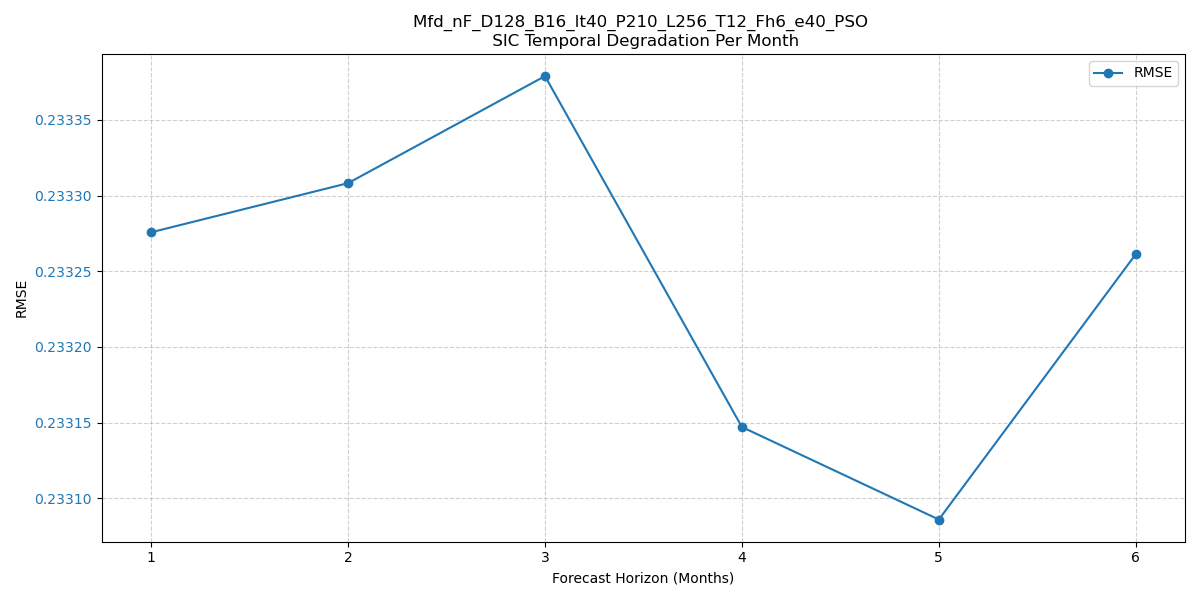 Mfd_nF_D128_B16_It40_P210_L256_T12_Fh6_e40_PSO
SIC Temporal Degradation Per Month
RMSE
0.23335
0.23330
0.23325
0.23320
0.23315
0.23310
RMSE
1 2 3 4 5 6
Forecast Horizon (Months)